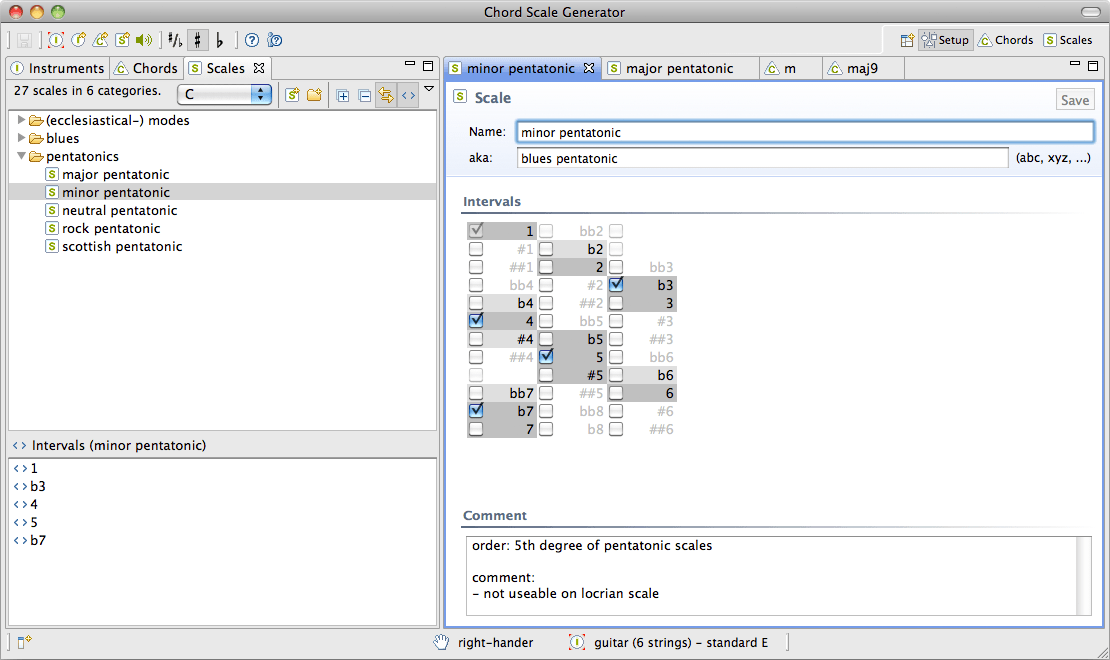 Chord Scale Generator
♯/♭ ♯ ♭
Setup Chords Scales
Instruments Chords Scales
27 scales in 6 categories. C
(ecclesiastical-) modes
blues
pentatonics
major pentatonic
minor pentatonic
neutral pentatonic
rock pentatonic
scottish pentatonic
Intervals (minor pentatonic)
1
b3
4
5
b7
minor pentatonic major pentatonic m maj9
Scale Save
Name: minor pentatonic
aka: blues pentatonic (abc, xyz, ...)
Intervals
1 bb2
#1 b2
##1 2 bb3
bb4 #2 b3
b4 ##2 3
4 bb5 #3
#4 b5 ##3
##4 5 bb6
#5 b6
bb7 ##5 6
b7 bb8 #6
7 b8 ##6
Comment
order: 5th degree of pentatonic scales
comment:
- not useable on locrian scale
right-hander guitar (6 strings) - standard E